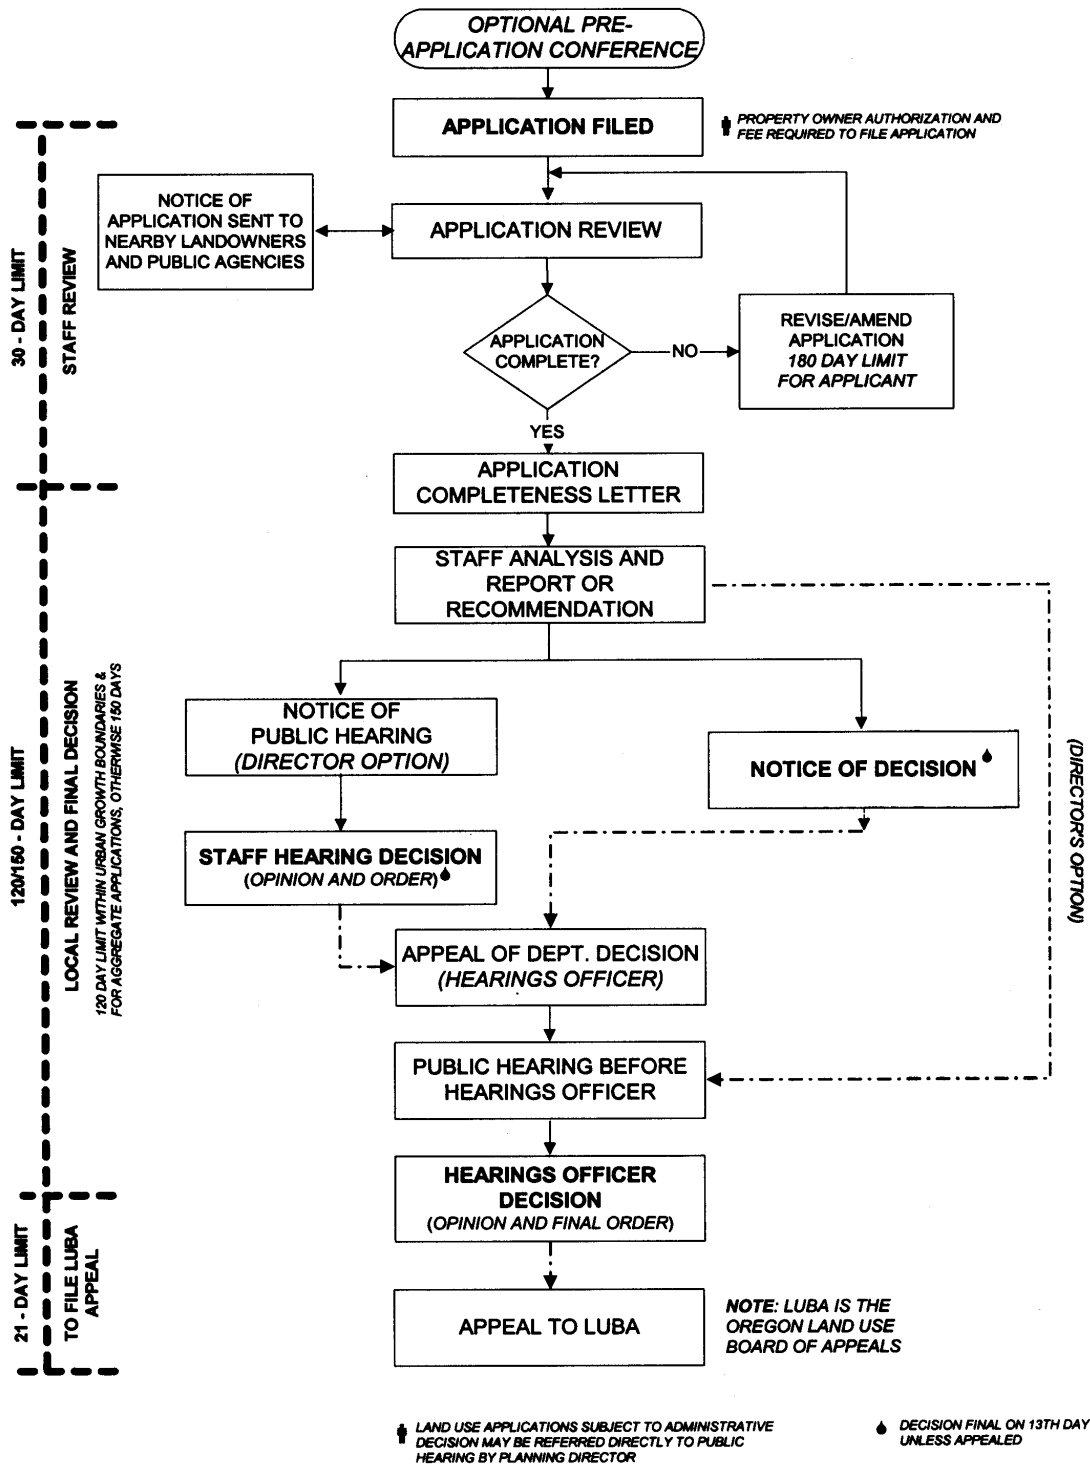 OPTIONAL PRE-
APPLICATION CONFERENCE
APPLICATION FILED
PROPERTY OWNER AUTHORIZATION AND
FEE REQUIRED TO FILE APPLICATION
NOTICE OF
APPLICATION SENT TO
NEARBY LANDOWNERS
AND PUBLIC AGENCIES
APPLICATION REVIEW
30 - DAY LIMIT
STAFF REVIEW
APPLICATION
COMPLETE?
NO
REVISE/AMEND
APPLICATION
180 DAY LIMIT
FOR APPLICANT
YES
APPLICATION
COMPLETENESS LETTER
STAFF ANALYSIS AND
REPORT OR
RECOMMENDATION
120/150 - DAY LIMIT
LOCAL REVIEW AND FINAL DECISION
120 DAY LIMIT WITHIN URBAN GROWTH BOUNDARIES &
FOR AGGREGATE APPLICATIONS, OTHERWISE 150 DAYS
NOTICE OF
PUBLIC HEARING
(DIRECTOR OPTION)
NOTICE OF DECISION
(DIRECTOR'S OPTION)
STAFF HEARING DECISION
(OPINION AND ORDER)
APPEAL OF DEPT. DECISION
(HEARINGS OFFICER)
PUBLIC HEARING BEFORE
HEARINGS OFFICER
HEARINGS OFFICER
DECISION
(OPINION AND FINAL ORDER)
21 - DAY LIMIT
TO FILE LUBA
APPEAL
APPEAL TO LUBA
NOTE: LUBA IS THE
OREGON LAND USE
BOARD OF APPEALS
LAND USE APPLICATIONS SUBJECT TO ADMINISTRATIVE
DECISION MAY BE REFERRED DIRECTLY TO PUBLIC
HEARING BY PLANNING DIRECTOR
DECISION FINAL ON 13TH DAY
UNLESS APPEALED